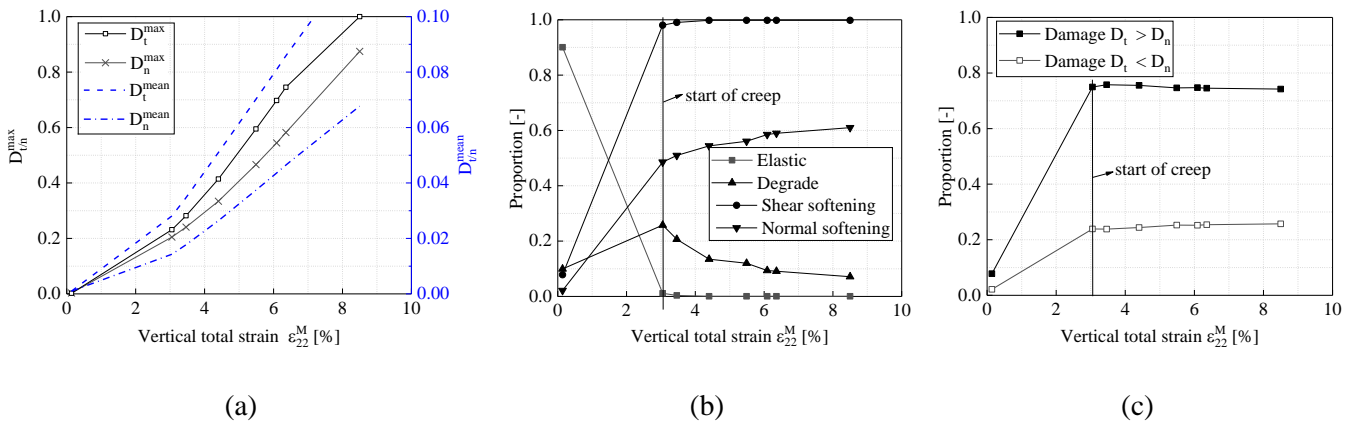 1.0
0.8
0.6
0.4
0.2
0.0
0 2 4 6 8 10
D_t/n^max
D_t^max
D_n^max
D_t^mean
D_n^mean
0.10
0.08
0.06
0.04
0.02
0.00
D_t/n^mean
Vertical total strain ε_22^M [%]
(a)
1.0
0.8
0.6
0.4
0.2
0.0
0 2 4 6 8 10
Proportion [-]
start of creep
Elastic
Degrade
Shear softening
Normal softening
Vertical total strain ε_22^M [%]
(b)
1.0
0.8
0.6
0.4
0.2
0.0
0 2 4 6 8 10
Proportion [-]
Damage D_t > D_n
Damage D_t < D_n
start of creep
Vertical total strain ε_22^M [%]
(c)